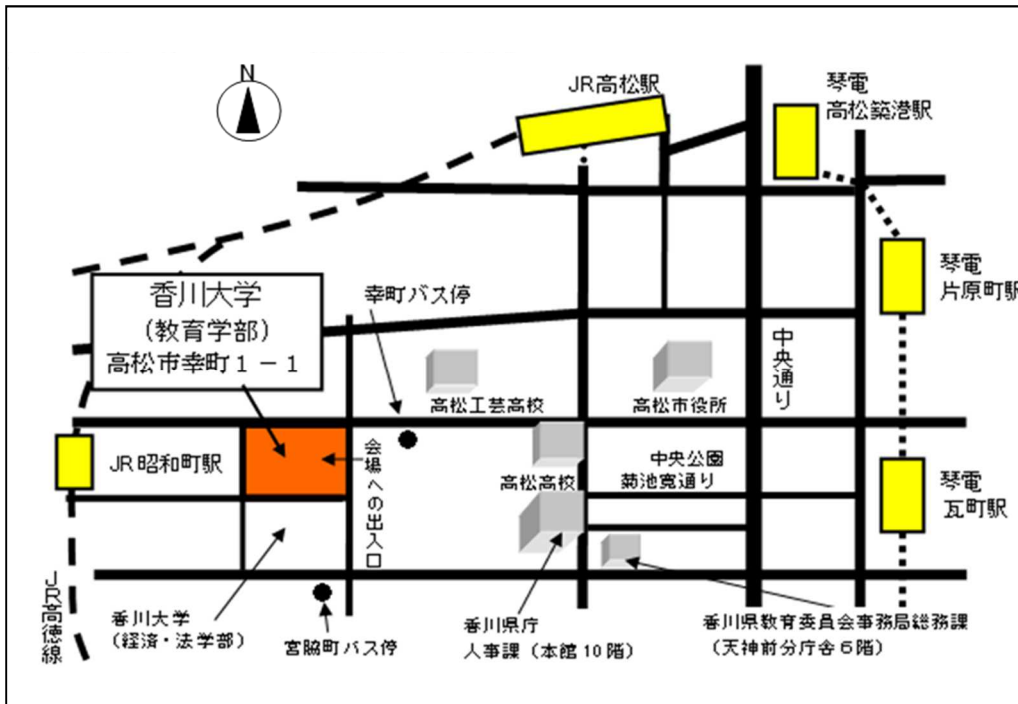 N
JR高松駅
琴電
高松築港駅
琴電
片原町駅
香川大学
(教育学部)
高松市幸町1-1
幸町バス停
中央通り
高松工芸高校
高松市役所
JR昭和町駅
会場への出入口
高松高校
中央公園
菊池寛通り
琴電
瓦町駅
JR高徳線
香川大学
(経済・法学部)
宮脇町バス停
香川県庁
人事課(本館10階)
香川県教育委員会事務局総務課
(天神前分庁舎6階)